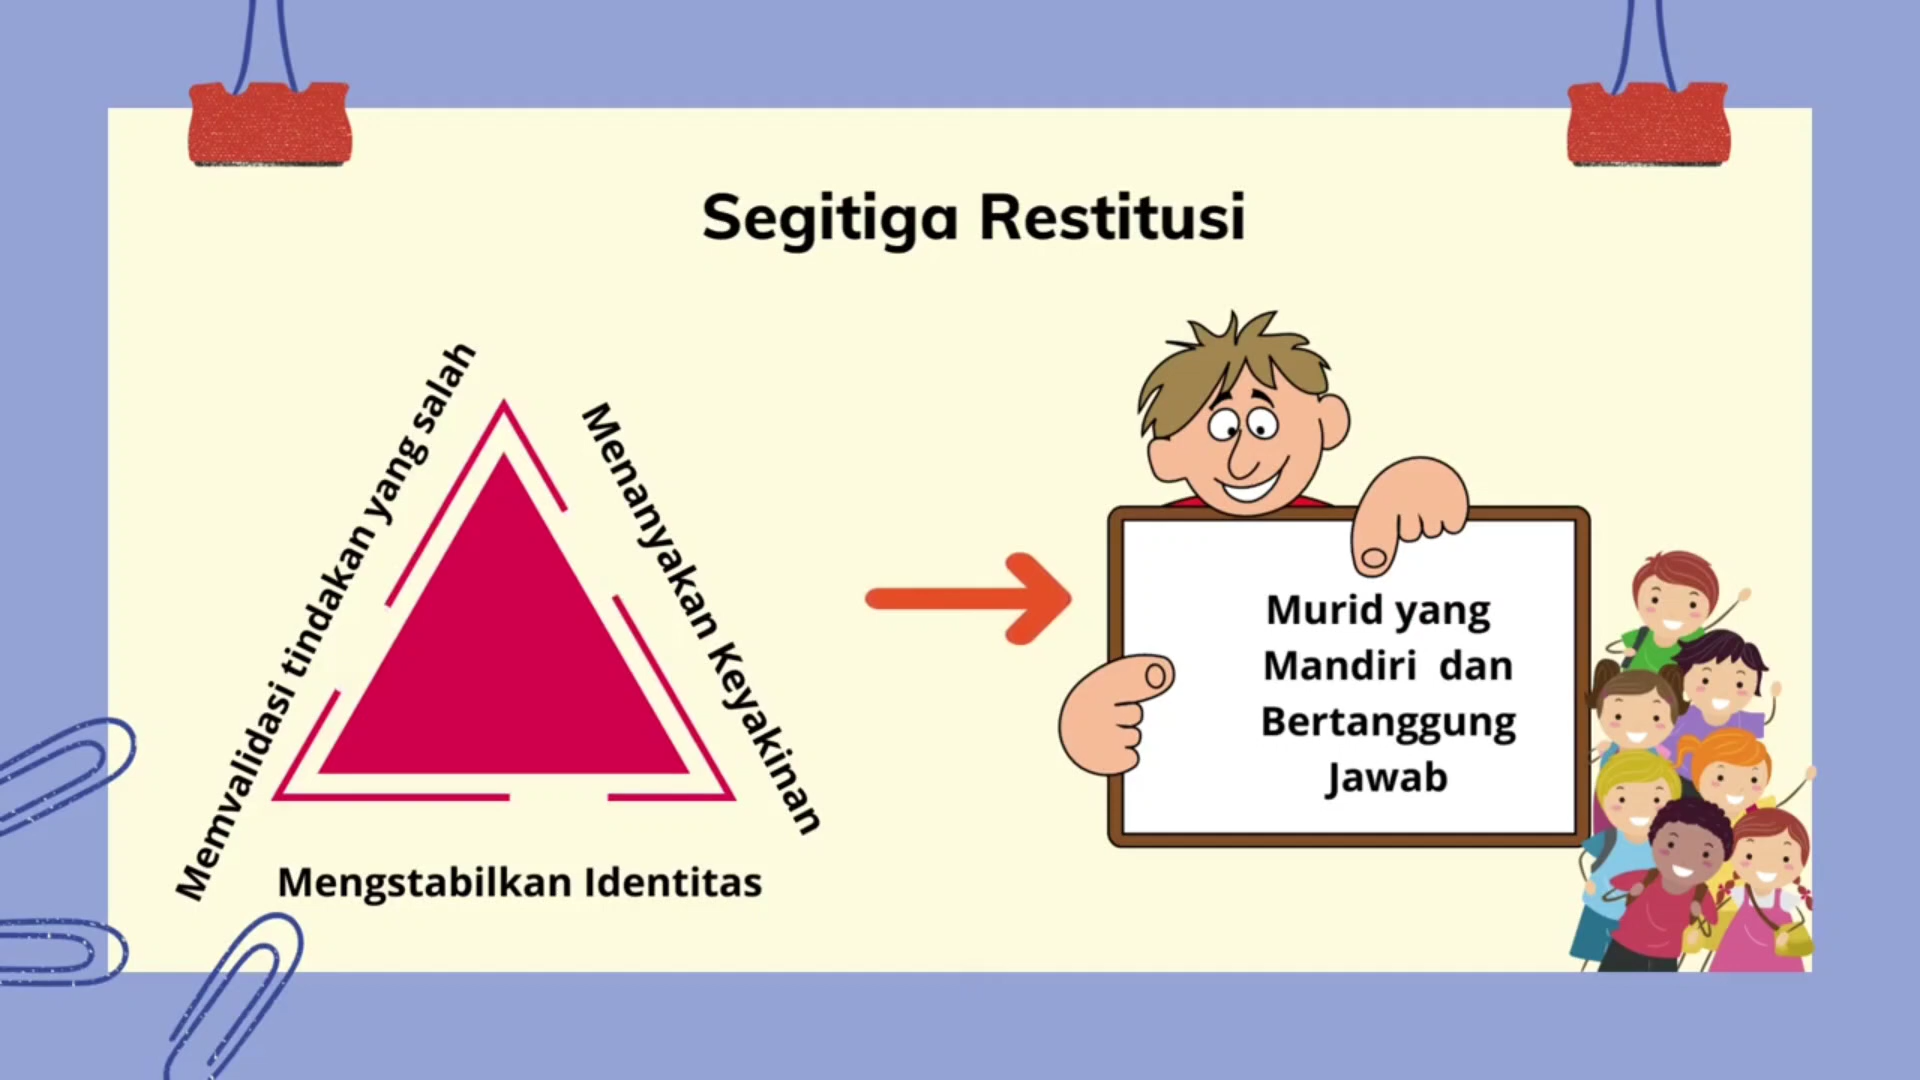 Segitiga Restitusi
Memvalidasi tindakan yang salah
Menanyakan Keyakinan
Mengstabilkan Identitas
Murid yang
Mandiri dan
Bertanggung
Jawab